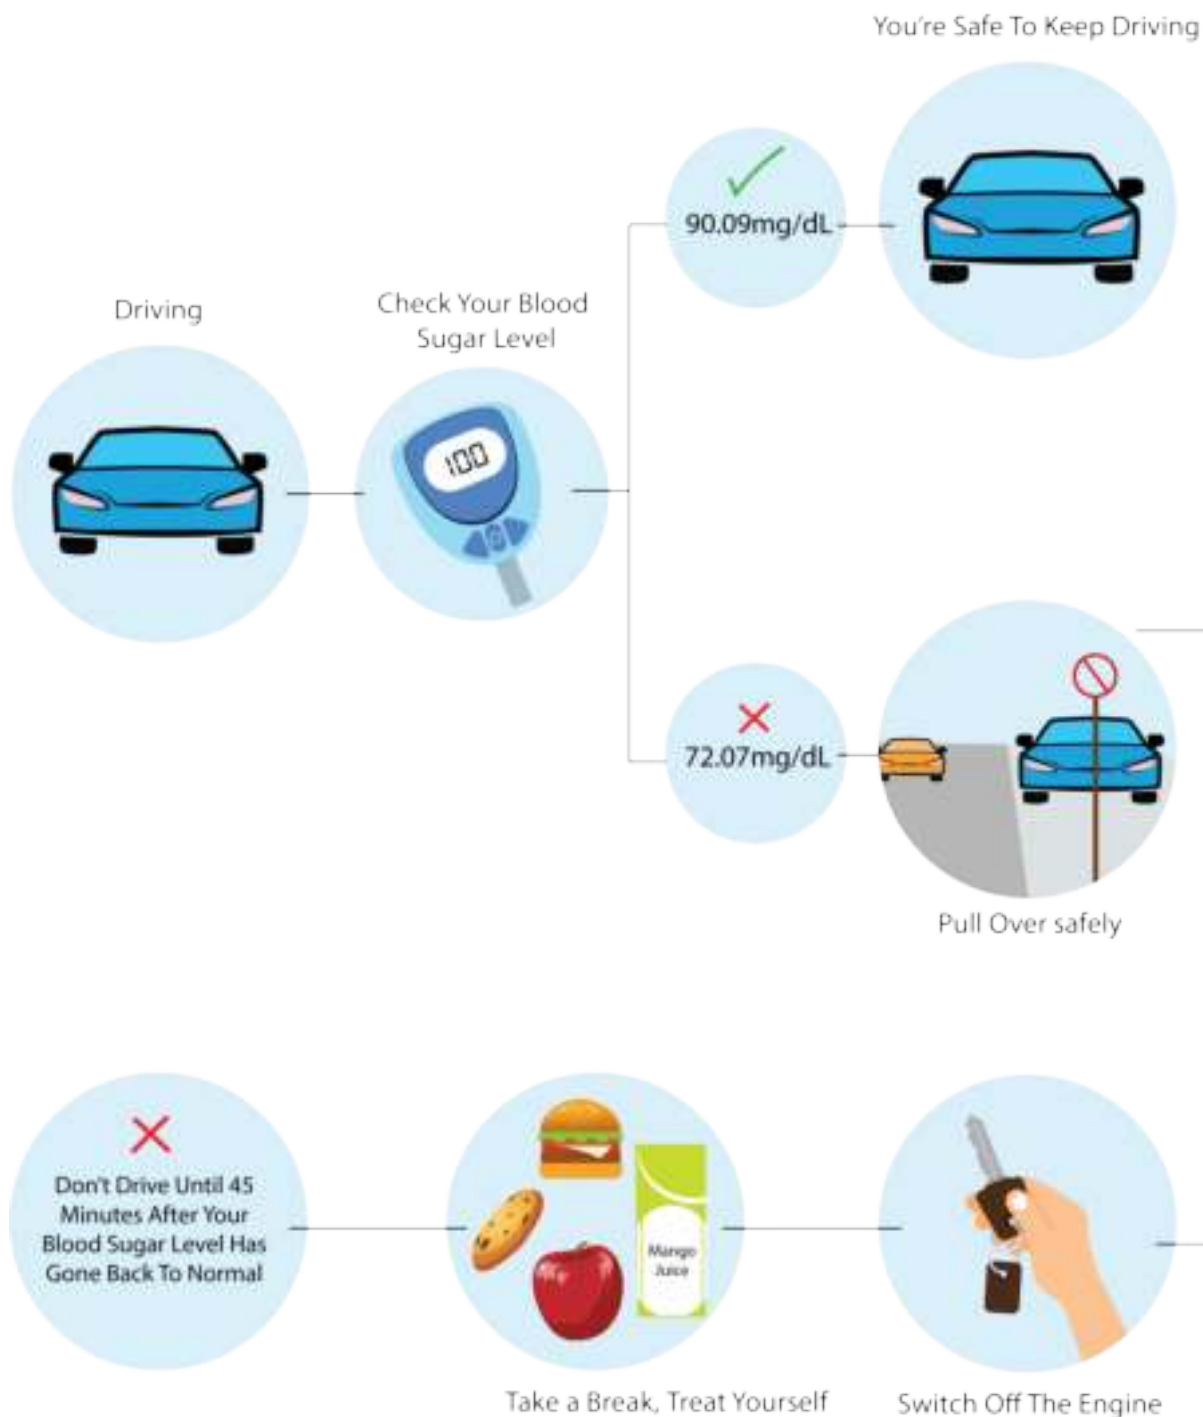 You're Safe To Keep Driving
90.09mg/dL
Driving
Check Your Blood
Sugar Level
100
72.07mg/dL
Pull Over safely
Don't Drive Until 45
Minutes After Your
Blood Sugar Level Has
Gone Back To Normal
Mango
Juice
Take a Break, Treat Yourself
Switch Off The Engine